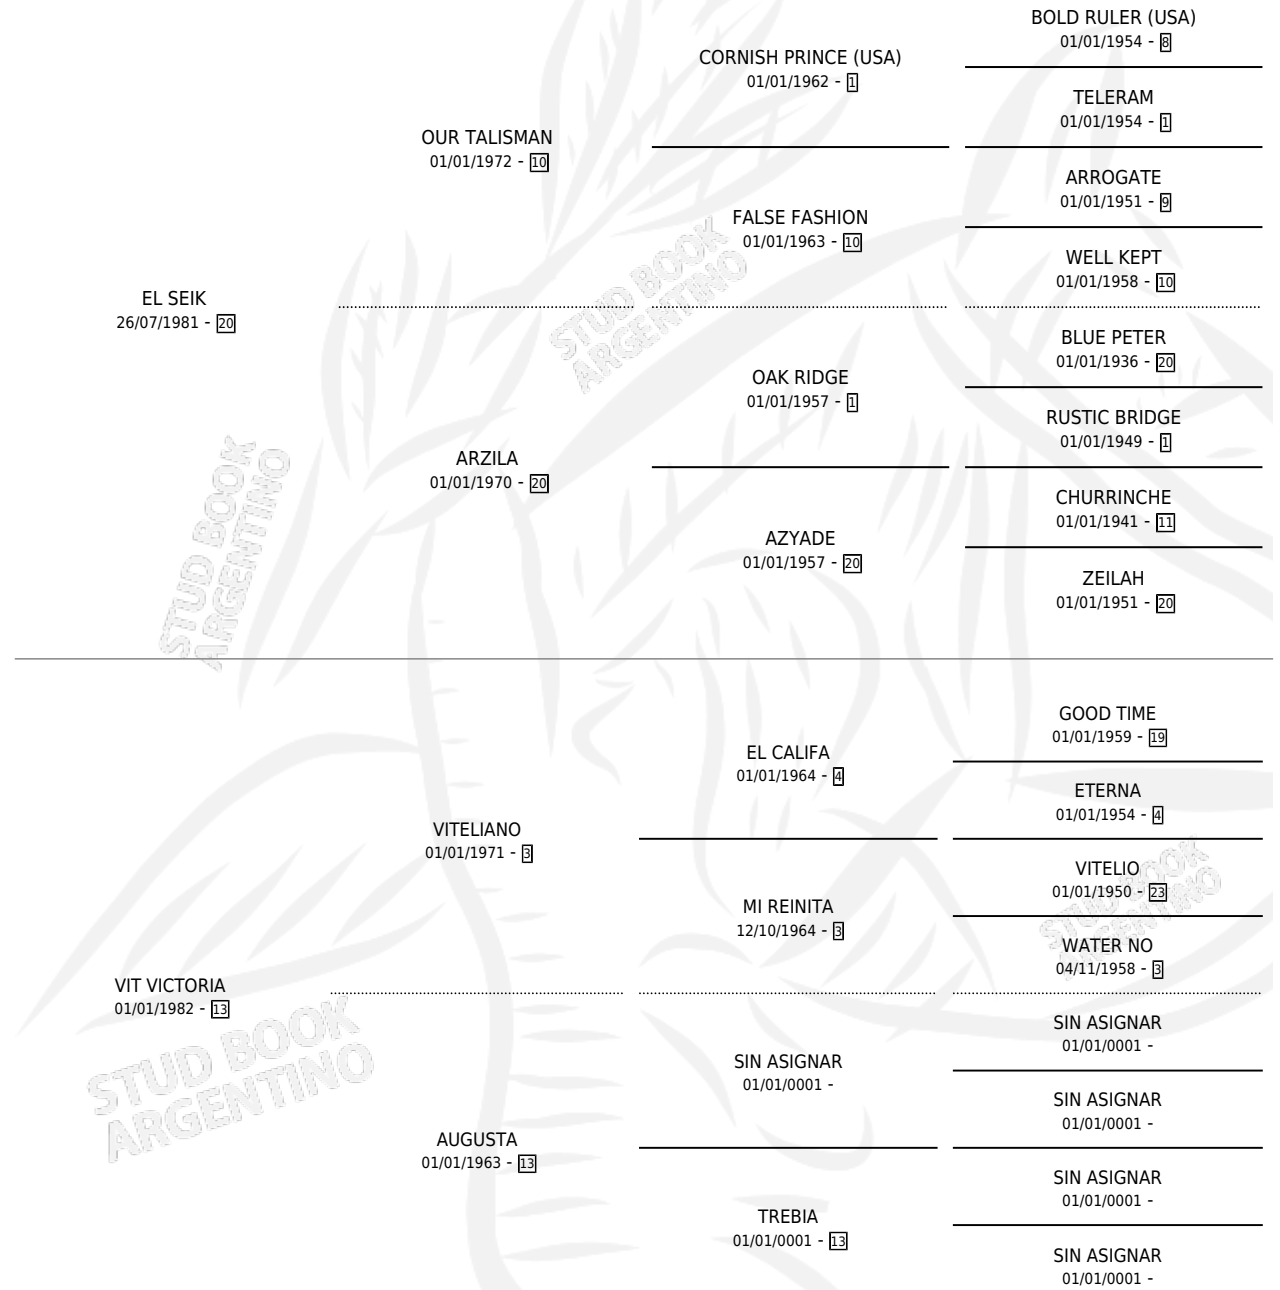 BOLD RULER (USA)
01/01/1954 - 8
CORNISH PRINCE (USA)
01/01/1962 - 1
TELERAM
01/01/1954 - 1
OUR TALISMAN
01/01/1972 - 10
ARROGATE
01/01/1951 - 9
FALSE FASHION
01/01/1963 - 10
WELL KEPT
01/01/1958 - 10
EL SEIK
26/07/1981 - 20
BLUE PETER
01/01/1936 - 20
OAK RIDGE
01/01/1957 - 1
RUSTIC BRIDGE
01/01/1949 - 1
ARZILA
01/01/1970 - 20
CHURRINCHE
01/01/1941 - 11
AZYADE
01/01/1957 - 20
ZEILAH
01/01/1951 - 20
STUD BOOK
ARGENTINO
STUD BOOK
ARGENTINO
GOOD TIME
01/01/1959 - 19
EL CALIFA
01/01/1964 - 4
ETERNA
01/01/1954 - 4
VITELIANO
01/01/1971 - 3
VITELIO
01/01/1950 - 23
MI REINITA
12/10/1964 - 3
WATER NO
04/11/1958 - 3
STUD BOOK
ARGENTINO
VIT VICTORIA
01/01/1982 - 13
SIN ASIGNAR
01/01/0001 -
SIN ASIGNAR
01/01/0001 -
SIN ASIGNAR
01/01/0001 -
AUGUSTA
01/01/1963 - 13
SIN ASIGNAR
01/01/0001 -
TREBIA
01/01/0001 - 13
SIN ASIGNAR
01/01/0001 -
STUD BOOK
ARGENTINO